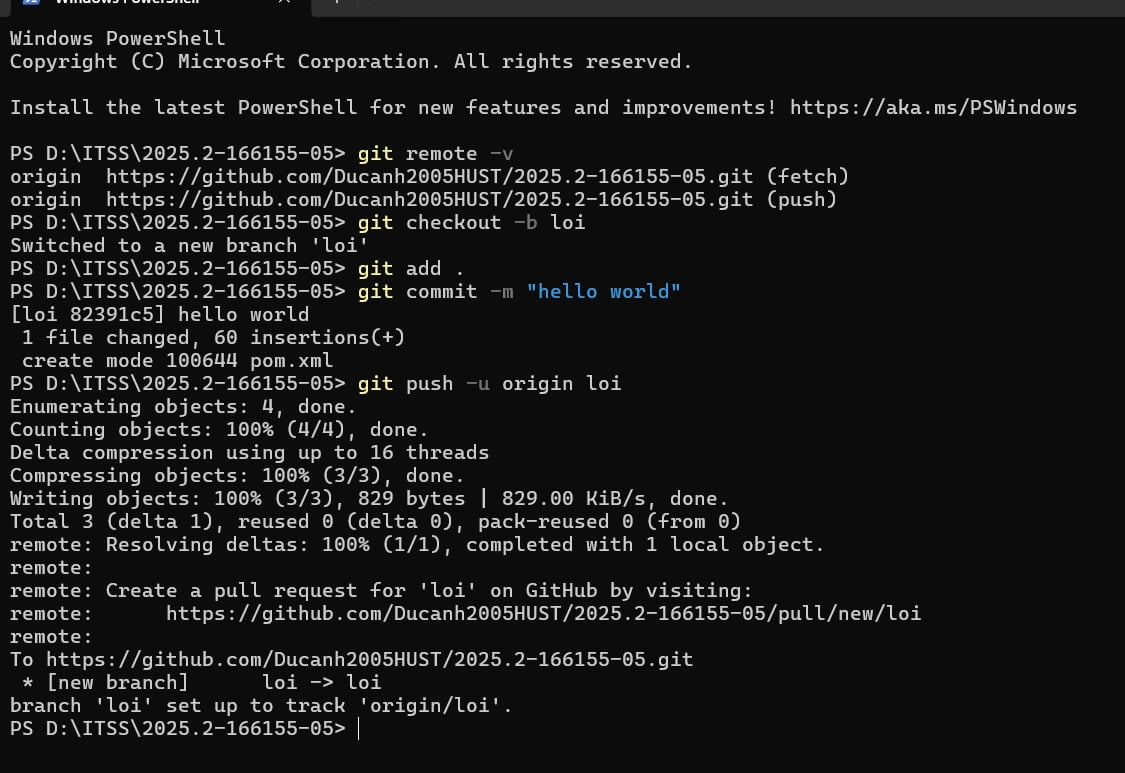 Windows PowerShell
Windows PowerShell
Copyright (C) Microsoft Corporation. All rights reserved.
Install the latest PowerShell for new features and improvements! https://aka.ms/PSWindows
PS D:\ITSS\2025.2-166155-05> git remote -v
origin  https://github.com/Ducanh2005HUST/2025.2-166155-05.git (fetch)
origin  https://github.com/Ducanh2005HUST/2025.2-166155-05.git (push)
PS D:\ITSS\2025.2-166155-05> git checkout -b loi
Switched to a new branch 'loi'
PS D:\ITSS\2025.2-166155-05> git add .
PS D:\ITSS\2025.2-166155-05> git commit -m "hello world"
[loi 82391c5] hello world
 1 file changed, 60 insertions(+)
 create mode 100644 pom.xml
PS D:\ITSS\2025.2-166155-05> git push -u origin loi
Enumerating objects: 4, done.
Counting objects: 100% (4/4), done.
Delta compression using up to 16 threads
Compressing objects: 100% (3/3), done.
Writing objects: 100% (3/3), 829 bytes | 829.00 KiB/s, done.
Total 3 (delta 1), reused 0 (delta 0), pack-reused 0 (from 0)
remote: Resolving deltas: 100% (1/1), completed with 1 local object.
remote:
remote: Create a pull request for 'loi' on GitHub by visiting:
remote:      https://github.com/Ducanh2005HUST/2025.2-166155-05/pull/new/loi
remote:
To https://github.com/Ducanh2005HUST/2025.2-166155-05.git
 * [new branch]      loi -> loi
branch 'loi' set up to track 'origin/loi'.
PS D:\ITSS\2025.2-166155-05>